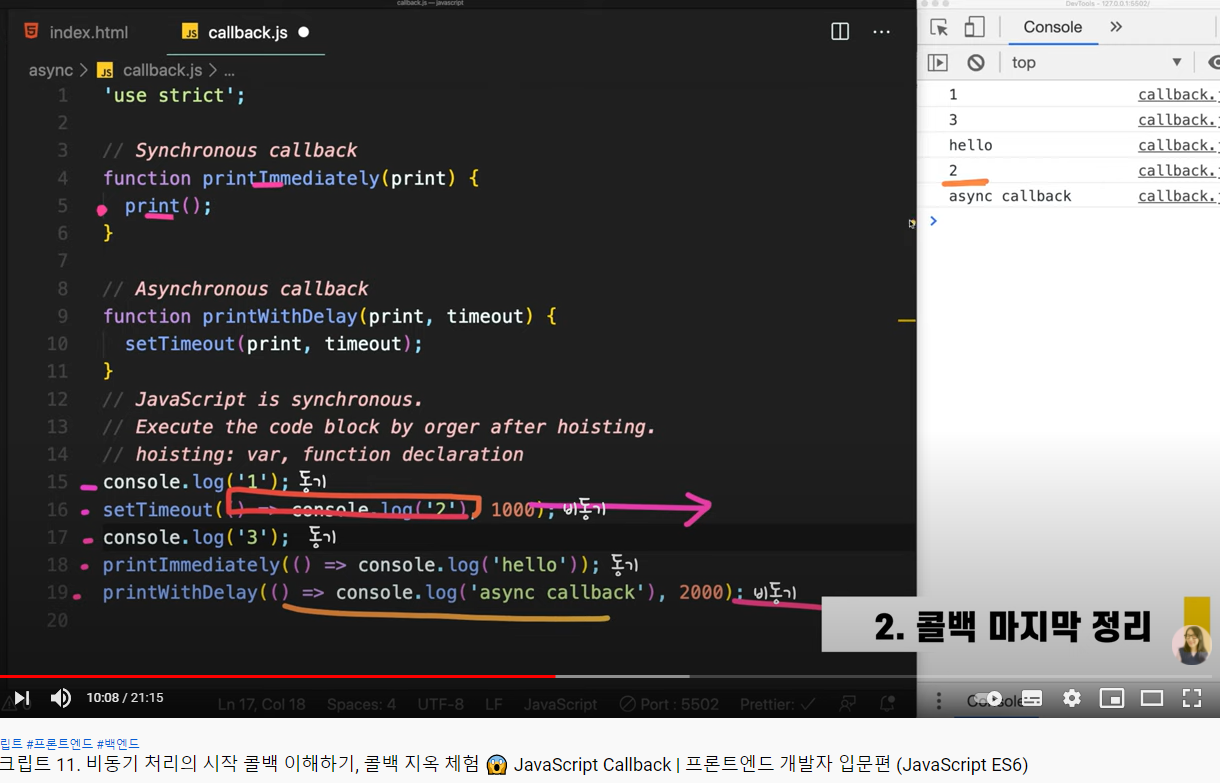 callback.js — javascript
DevTools - 127.0.0.1:5502/
index.html
JS callback.js
Console
async > JS callback.js > ...
top
1 'use strict';
2
3 // Synchronous callback
4 function printImmediately(print) {
5 print();
6 }
7
8 // Asynchronous callback
9 function printWithDelay(print, timeout) {
10 setTimeout(print, timeout);
11 }
12 // JavaScript is synchronous.
13 // Execute the code block by orger after hoisting.
14 // hoisting: var, function declaration
15 console.log('1'); 동기
16 setTimeout(() => console.log('2'), 1000); 비동기
17 console.log('3'); 동기
18 printImmediately(() => console.log('hello')); 동기
19 printWithDelay(() => console.log('async callback'), 2000); 비동기
20
1 callback.j
3 callback.j
hello callback.j
2 callback.j
async callback callback.j
>
2. 콜백 마지막 정리
10:08 / 21:15
Ln 17, Col 18 Spaces: 4 UTF-8 LF JavaScript Port : 5502 Prettier: ✓
Console
립트 #프론트엔드 #백엔드
크립트 11. 비동기 처리의 시작 콜백 이해하기, 콜백 지옥 체험 😱 JavaScript Callback | 프론트엔드 개발자 입문편 (JavaScript ES6)